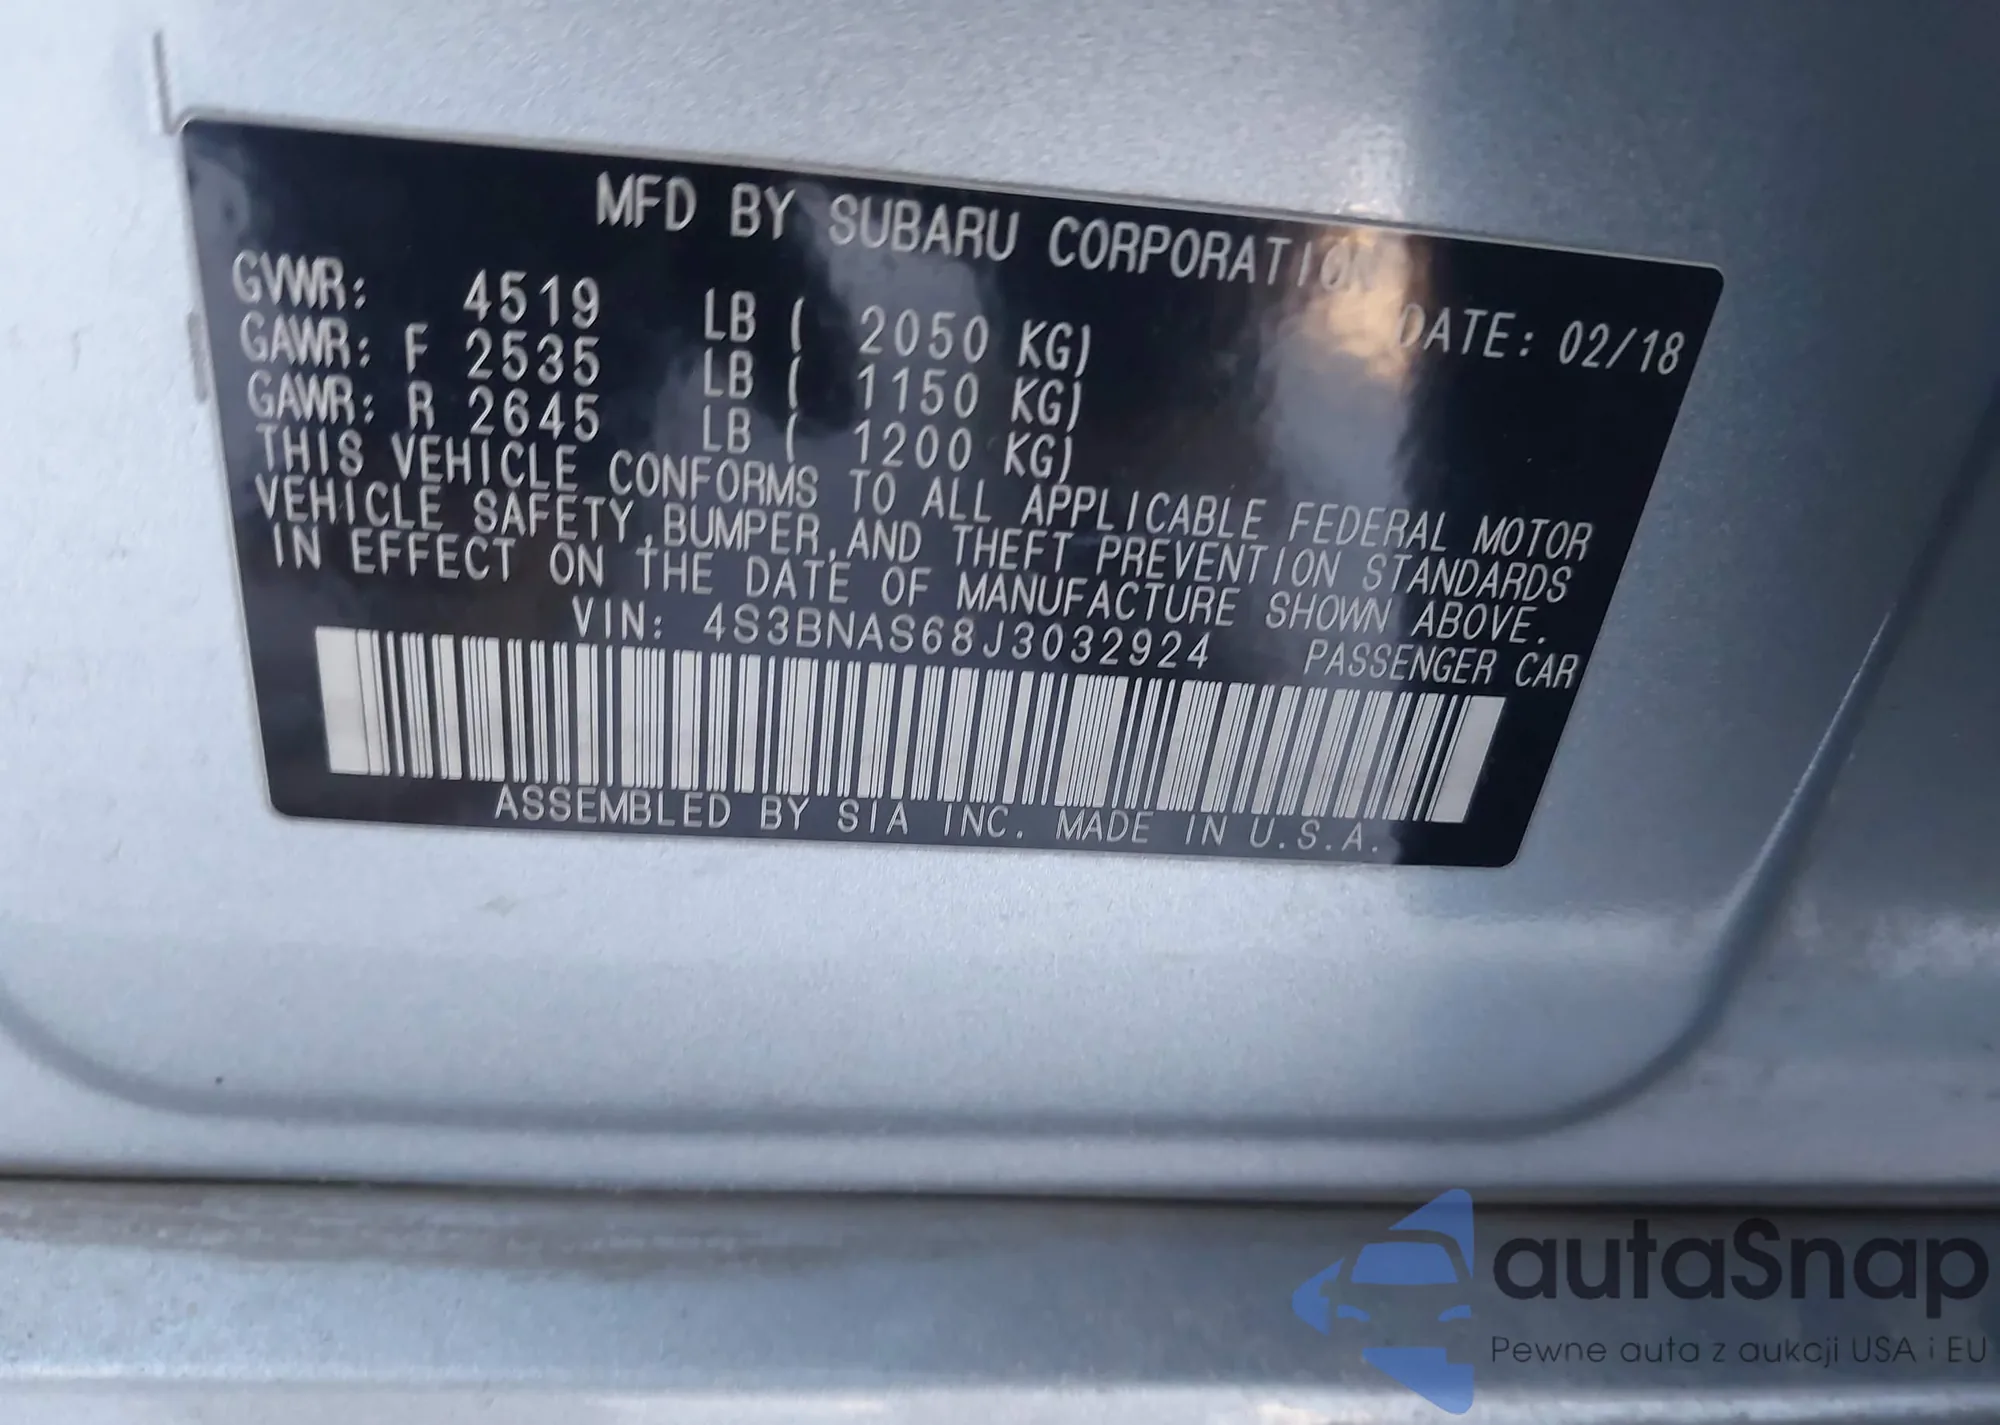 MFD BY SUBARU CORPORATION
GVWR: 4519 LB ( 2050 KG) DATE: 02/18
GAWR: F 2535 LB ( 1150 KG)
GAWR: R 2645 LB ( 1200 KG)
THIS VEHICLE CONFORMS TO ALL APPLICABLE FEDERAL MOTOR
VEHICLE SAFETY,BUMPER,AND THEFT PREVENTION STANDARDS
IN EFFECT ON THE DATE OF MANUFACTURE SHOWN ABOVE.
VIN: 4S3BNAS68J3032924 PASSENGER CAR
ASSEMBLED BY SIA INC. MADE IN U.S.A.
autaSnap
Pewne auta z aukcji USA i EU